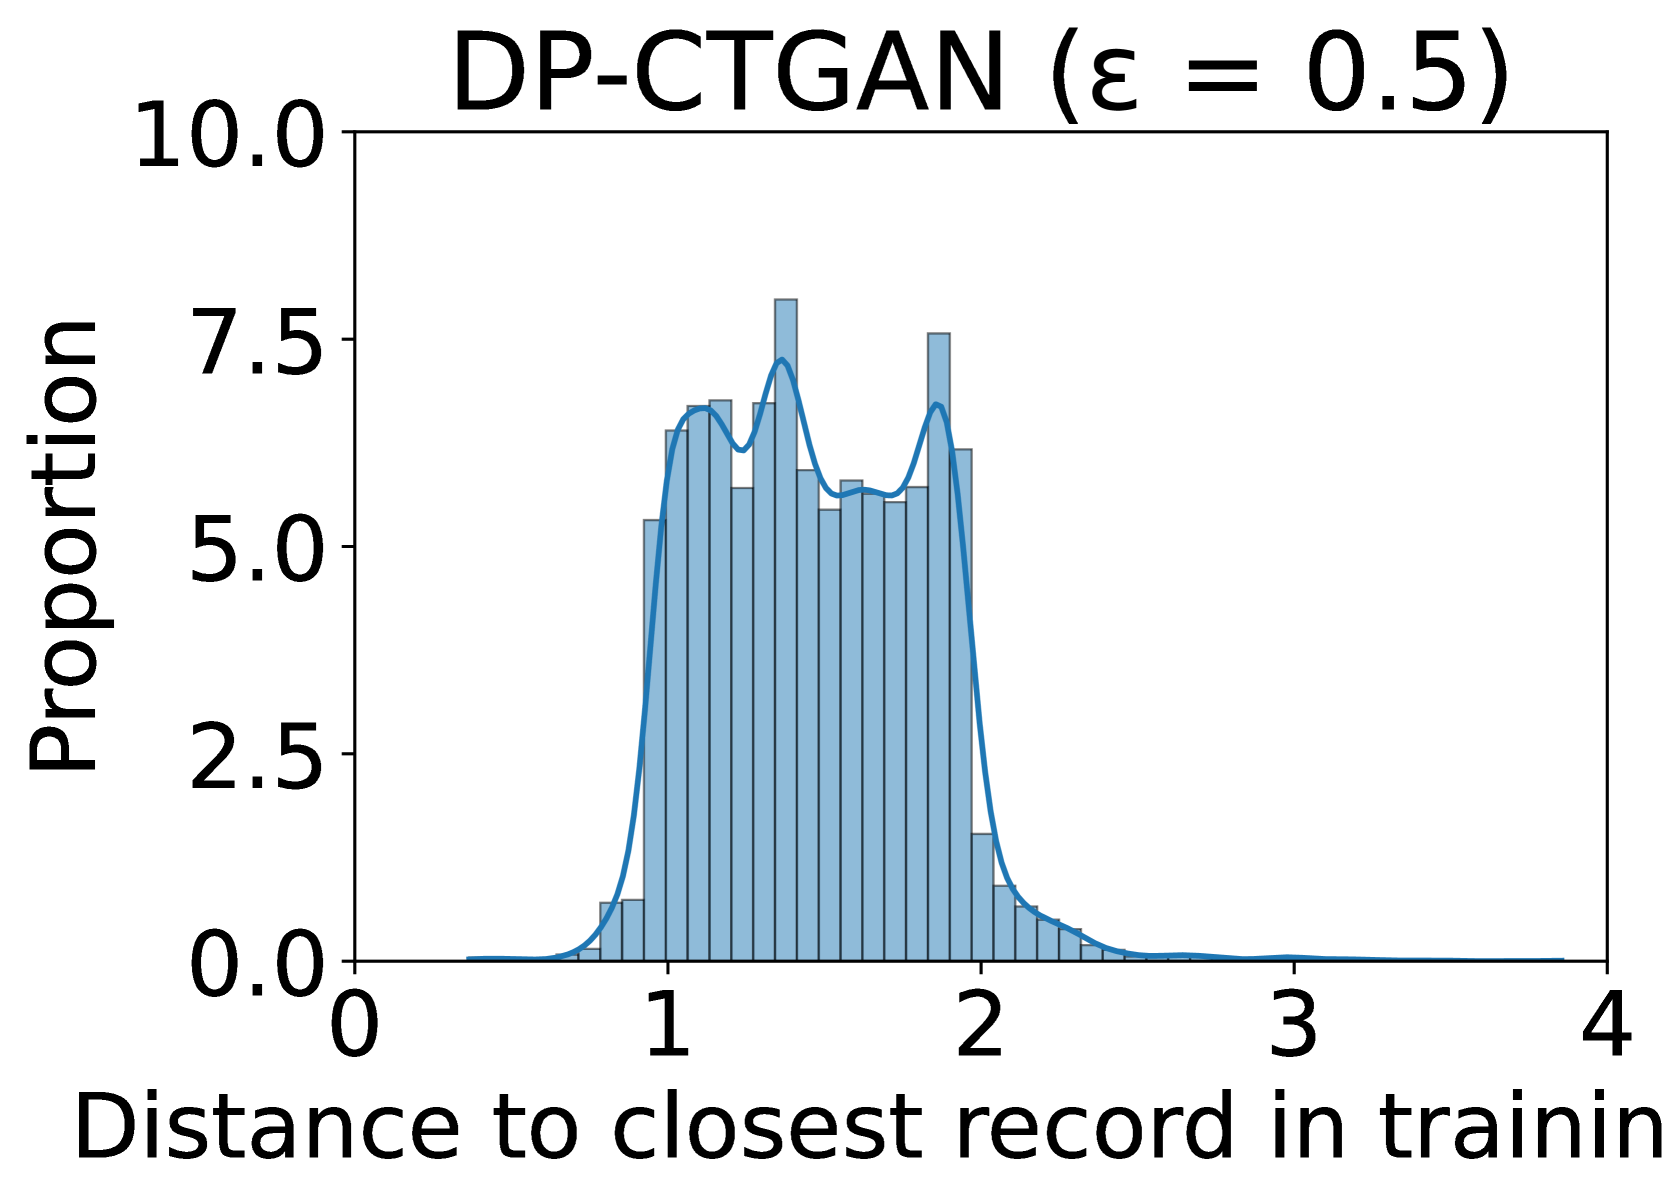 DP-CTGAN (ε = 0.5)
10.0
7.5
5.0
2.5
0.0
Proportion
0 1 2 3 4
Distance to closest record in trainin